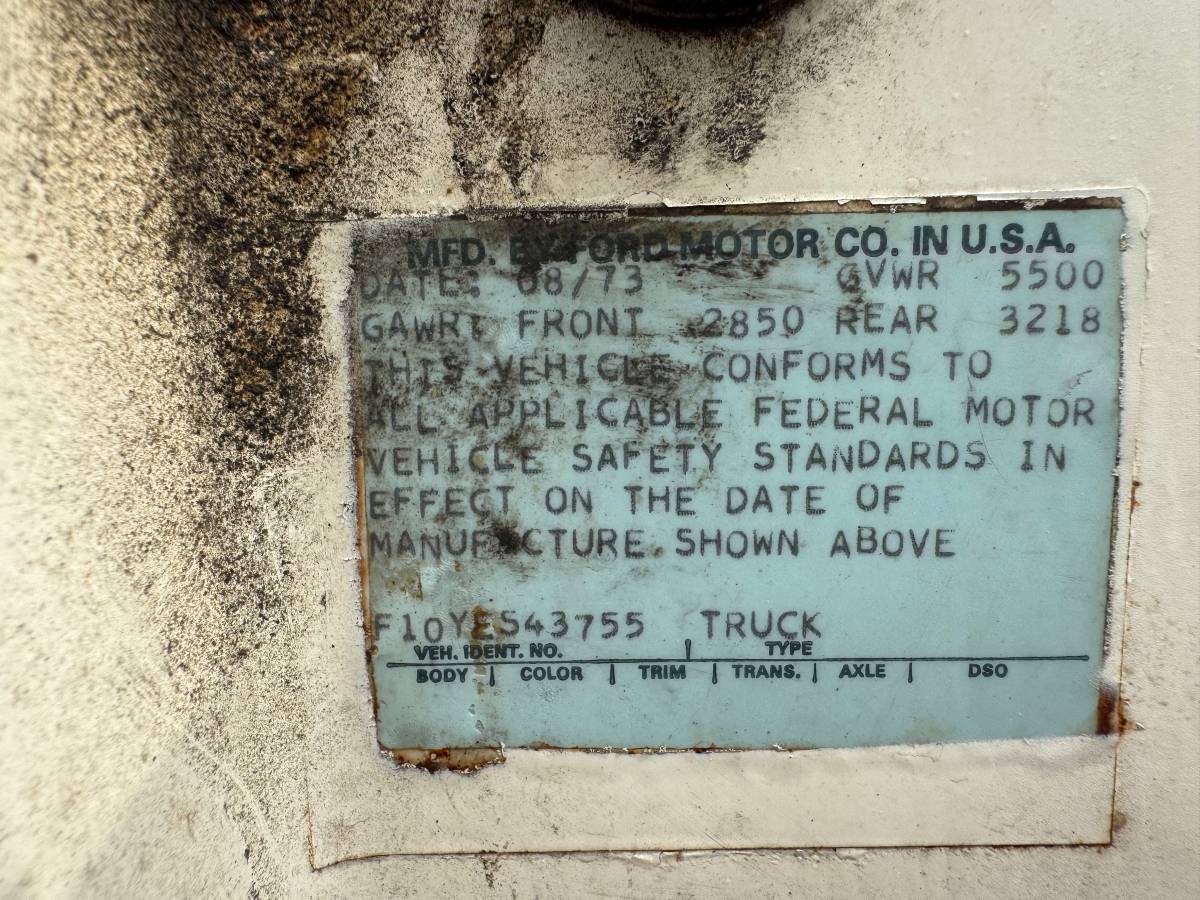 MFD. BY FORD MOTOR CO. IN U.S.A.
DATE: 08/73 GVWR 5500
GAWR: FRONT 2850 REAR 3218
THIS VEHICLE CONFORMS TO
ALL APPLICABLE FEDERAL MOTOR
VEHICLE SAFETY STANDARDS IN
EFFECT ON THE DATE OF
MANUFACTURE SHOWN ABOVE
F10YES43755 TRUCK
VEH. IDENT. NO. TYPE
BODY COLOR TRIM TRANS. AXLE DSO